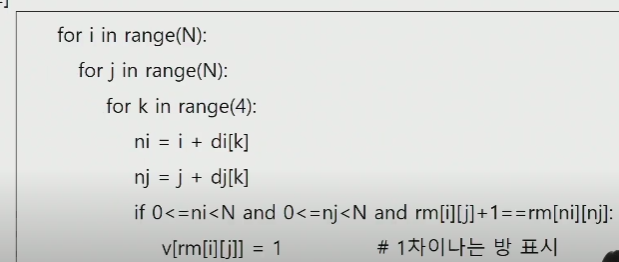 for i in range(N):
for j in range(N):
for k in range(4):
ni = i + di[k]
nj = j + dj[k]
if 0<=ni<N and 0<=nj<N and rm[i][j]+1==rm[ni][nj]:
v[rm[i][j]] = 1 # 1차이나는 방 표시